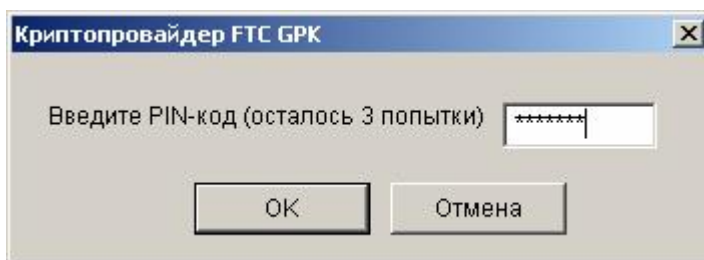 Криптопровайдер FTC GPK
Введите PIN-код (осталось 3 попытки) *******
OK Отмена